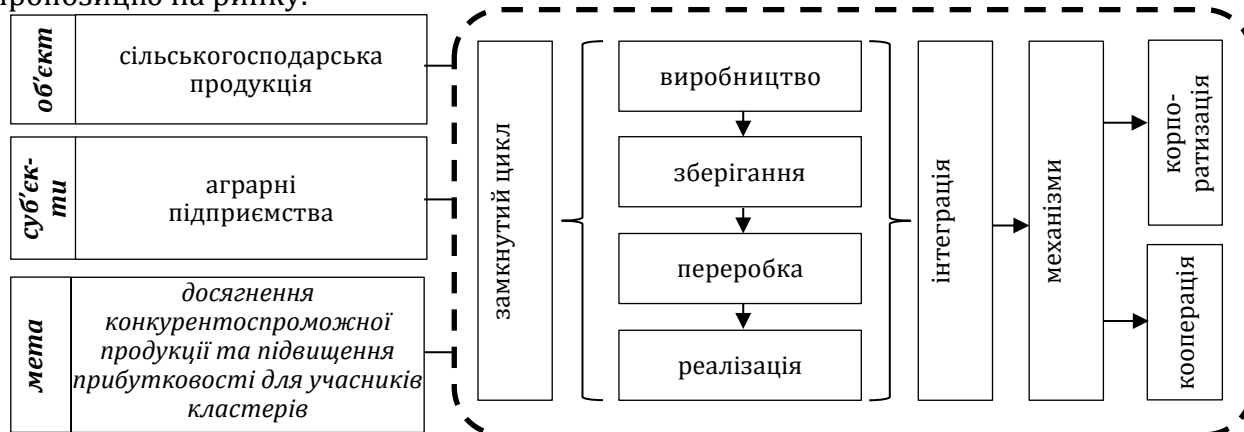 пропозицію на ринку.
об’єкт
сільськогосподарська
продукція
суб’єк-
ти
аграрні
підприємства
мета
досягнення
конкурентоспроможної
продукції та підвищення
прибутковості для учасників
кластерів
замкнутий цикл
виробництво
зберігання
переробка
реалізація
інтеграція
механізми
корпо-
ратизація
кооперація